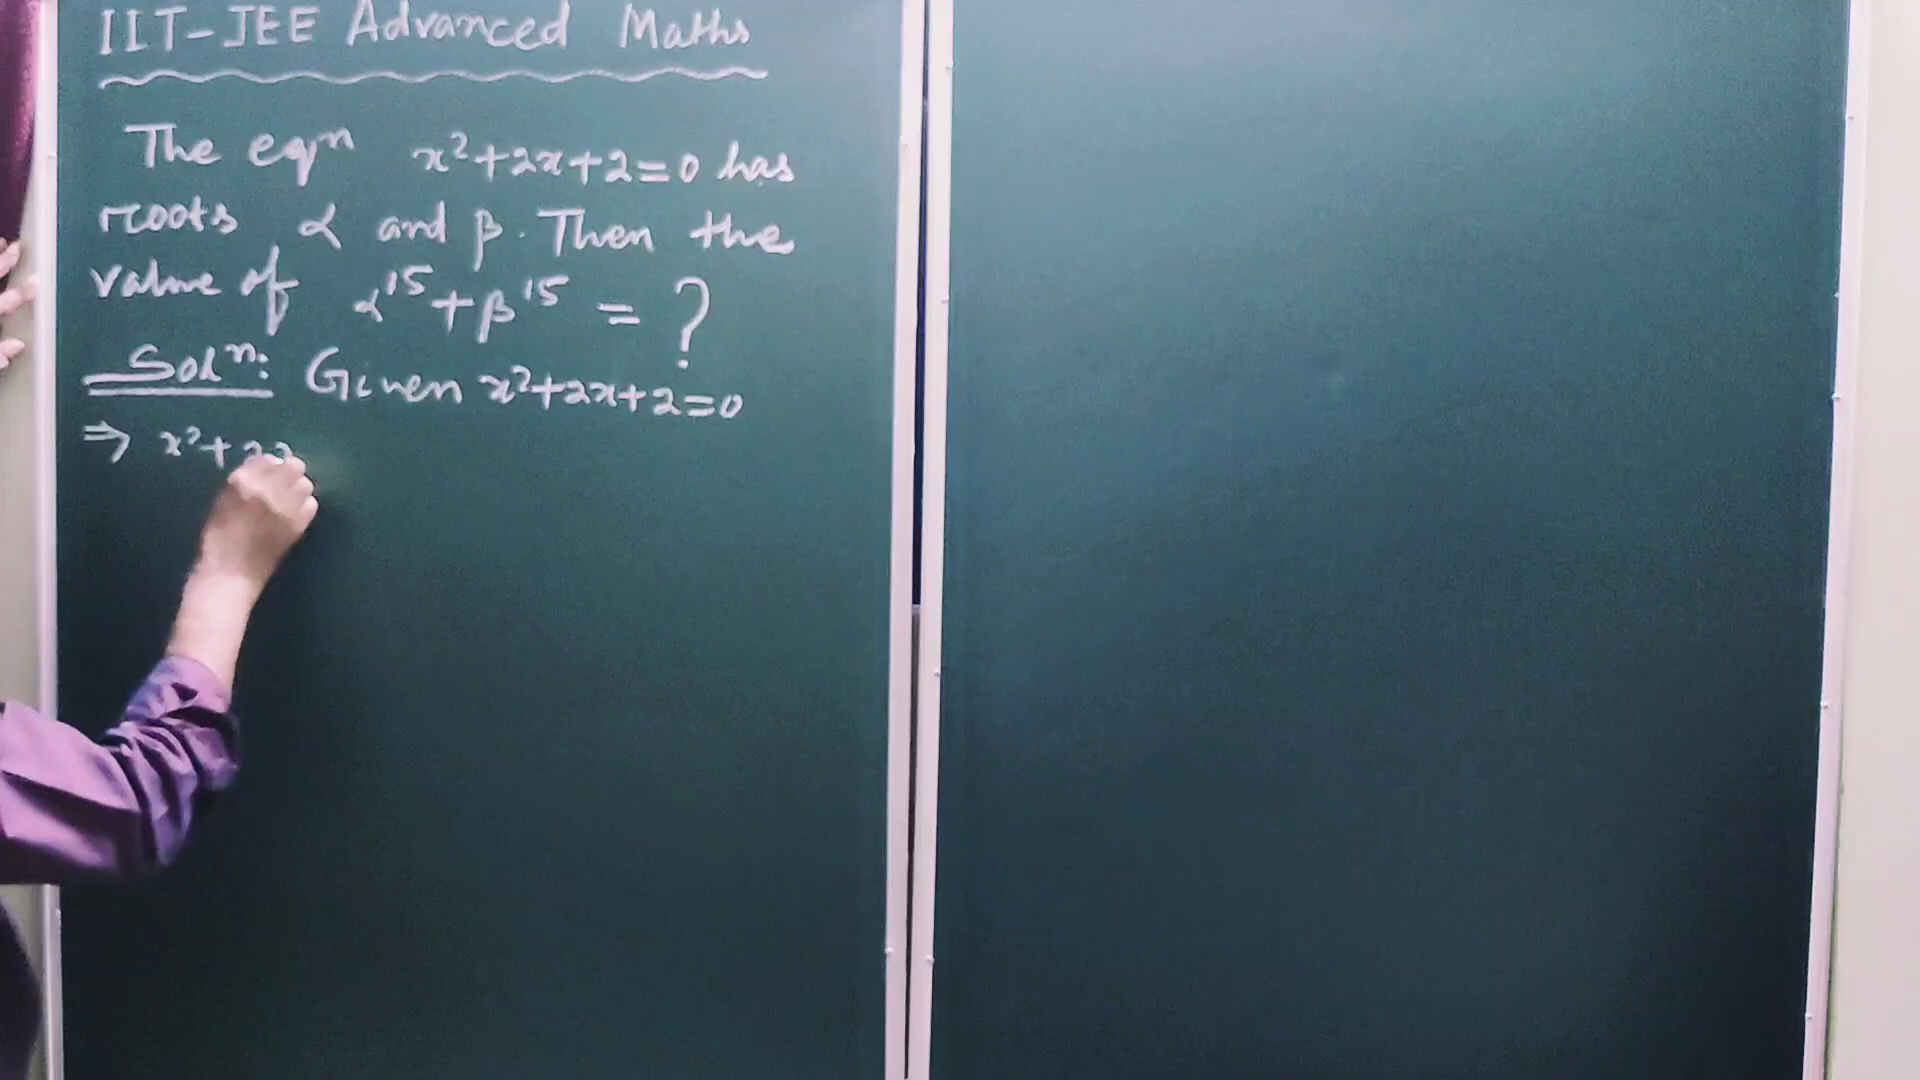 IIT-JEE Advanced Maths
The eqⁿ x²+2x+2=0 has
roots α and β. Then the
value of α¹⁵+β¹⁵ = ?
Solⁿ: Given x²+2x+2=0
⇒ x²+2x